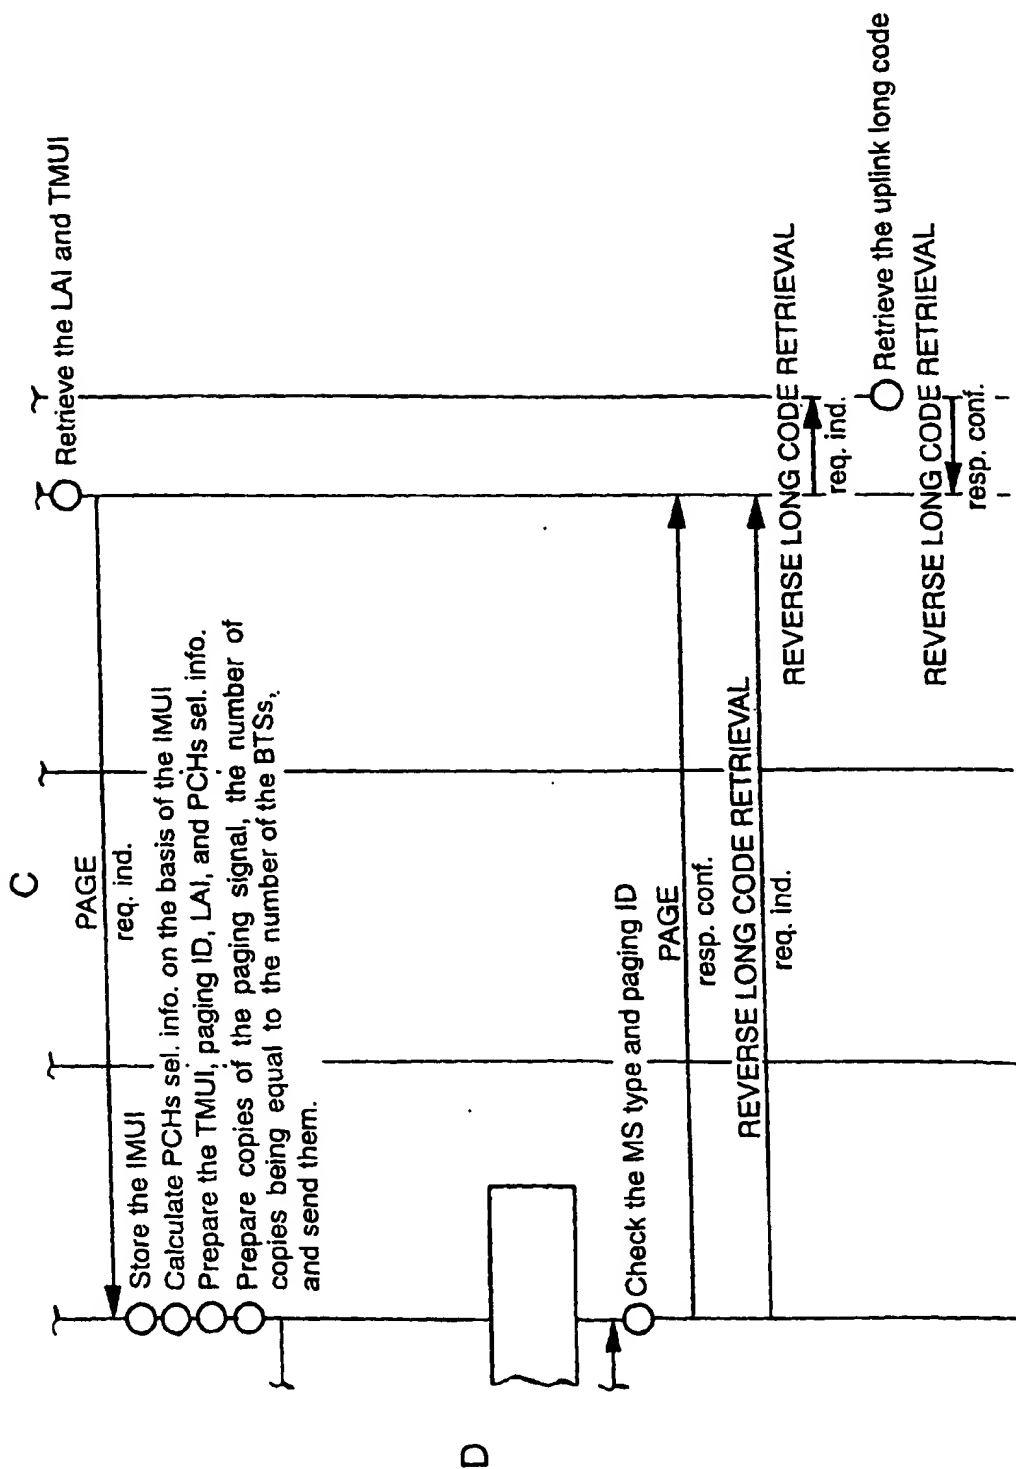 C
Retrieve the LAI and TMUI
PAGE
req. ind.
Store the IMUI
Calculate PCHs sel. info. on the basis of the IMUI
Prepare the TMUI, paging ID, LAI, and PCHs sel. info.
Prepare copies of the paging signal, the number of
copies being equal to the number of the BTSs,
and send them.
D
Check the MS type and paging ID
PAGE
resp. conf.
REVERSE LONG CODE RETRIEVAL
req. ind.
REVERSE LONG CODE RETRIEVAL
req. ind.
Retrieve the uplink long code
REVERSE LONG CODE RETRIEVAL
resp. conf.